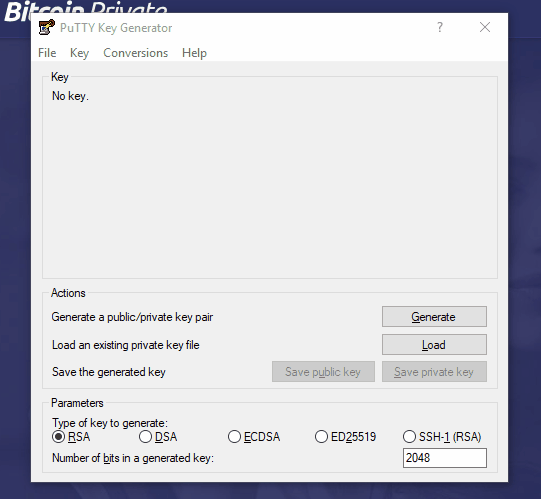 Bitcoin Private
PuTTY Key Generator ?
File Key Conversions Help
Key
No key.
Actions
Generate a public/private key pair Generate
Load an existing private key file Load
Save the generated key Save public key Save private key
Parameters
Type of key to generate:
RSA DSA ECDSA ED25519 SSH-1 (RSA)
Number of bits in a generated key: 2048